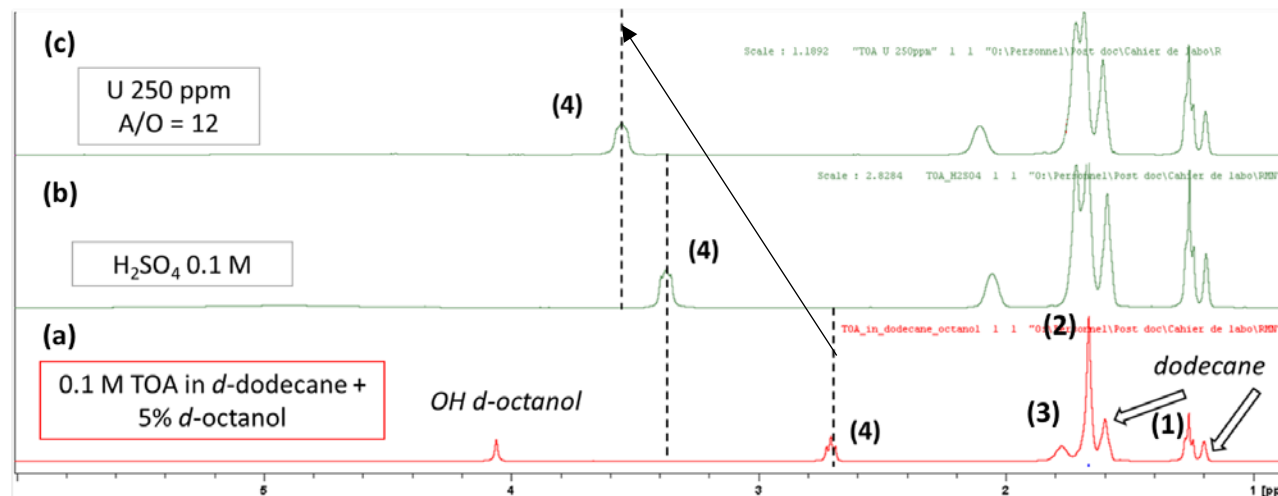 (c)
U 250 ppm
A/O = 12
(4)
Scale : 1.1892 "TOA U 250ppm" 1 1 "O:\Personnel\Post doc\Cahier de labo\R
(b)
H₂SO₄ 0.1 M
(4)
Scale : 2.8284 TOA_H2SO4 1 1 "O:\Personnel\Post doc\Cahier de labo\RMN
(a)
0.1 M TOA in d-dodecane +
5% d-octanol
OH d-octanol
(4)
TOA_in_dodecane_octanol 1 1 "O:\Personnel\Post doc\Cahier de labo\RMN
(2)
(3)
(1)
dodecane
5 4 3 2 1 [pp